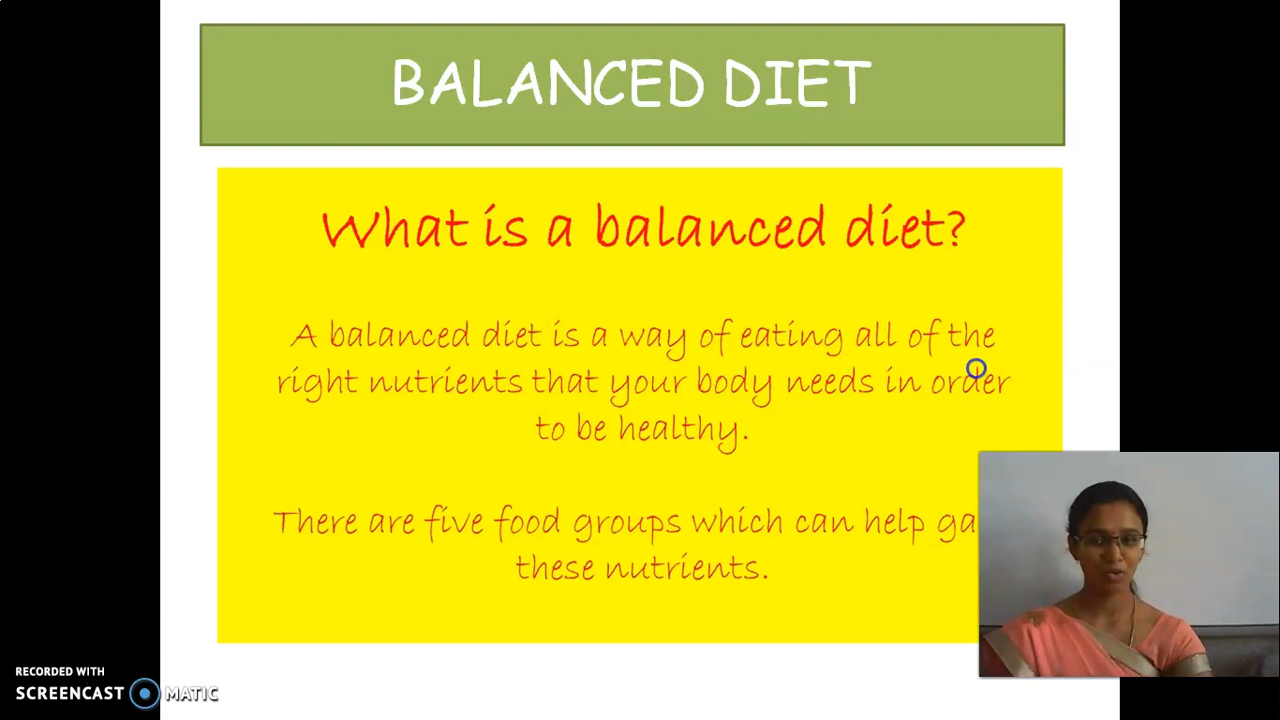 BALANCED DIET
What is a balanced diet?
A balanced diet is a way of eating all of the
right nutrients that your body needs in order
to be healthy.
There are five food groups which can help
these nutrients.
RECORDED WITH
SCREENCAST MATIC